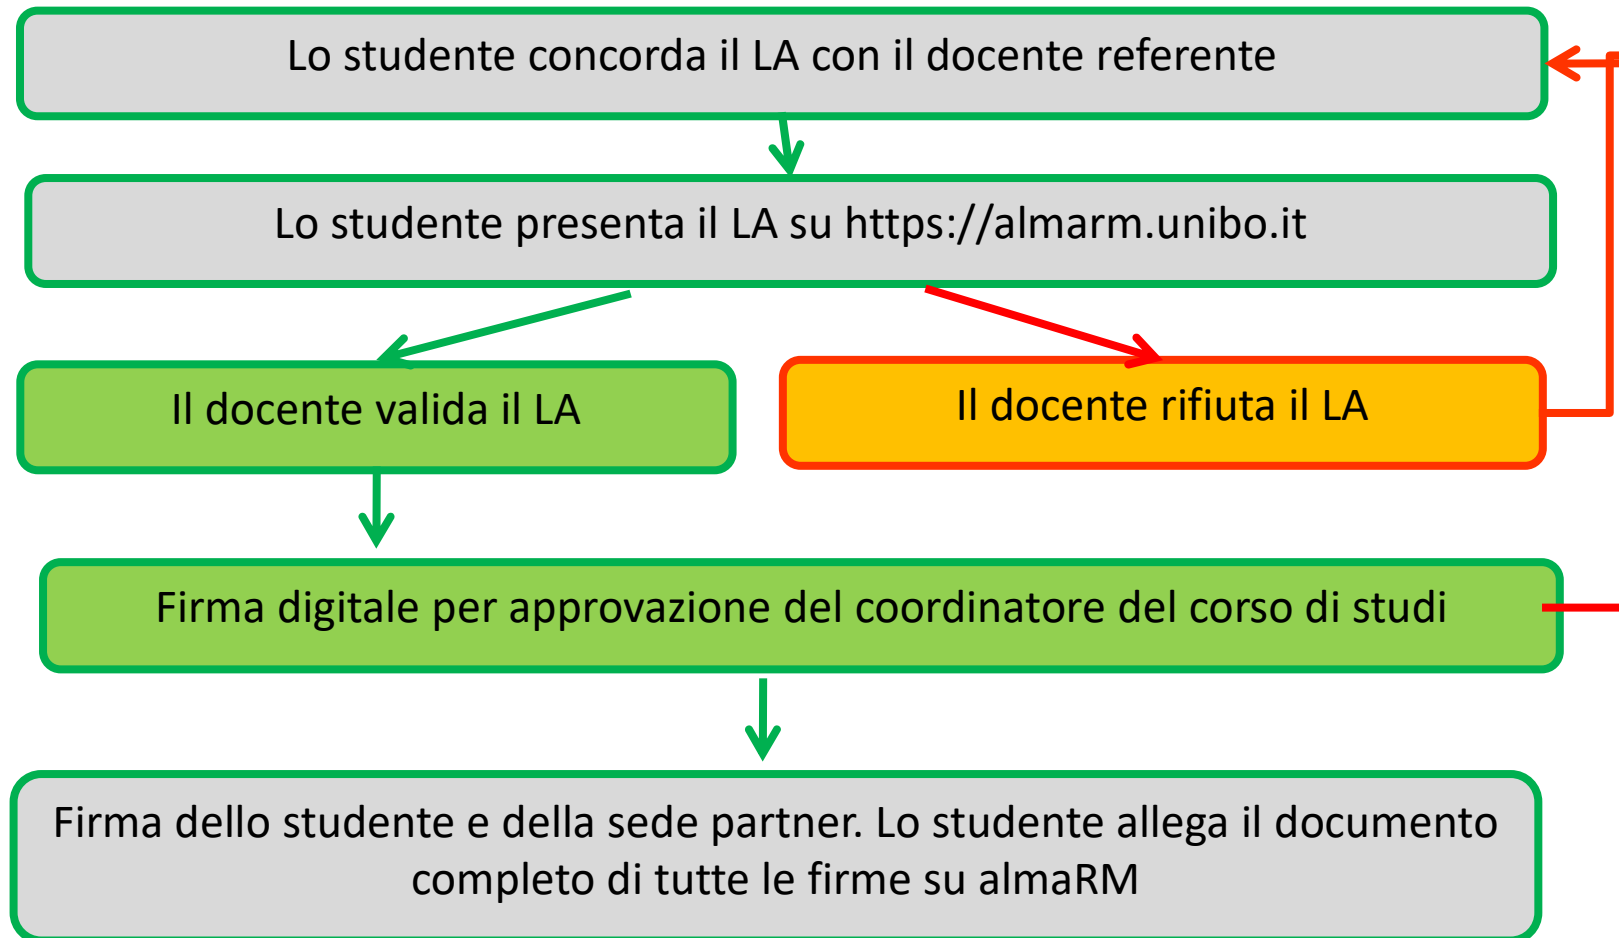 Lo studente concorda il LA con il docente referente
Lo studente presenta il LA su https://almarm.unibo.it
Il docente valida il LA
Il docente rifiuta il LA
Firma digitale per approvazione del coordinatore del corso di studi
Firma dello studente e della sede partner. Lo studente allega il documento
completo di tutte le firme su almaRM